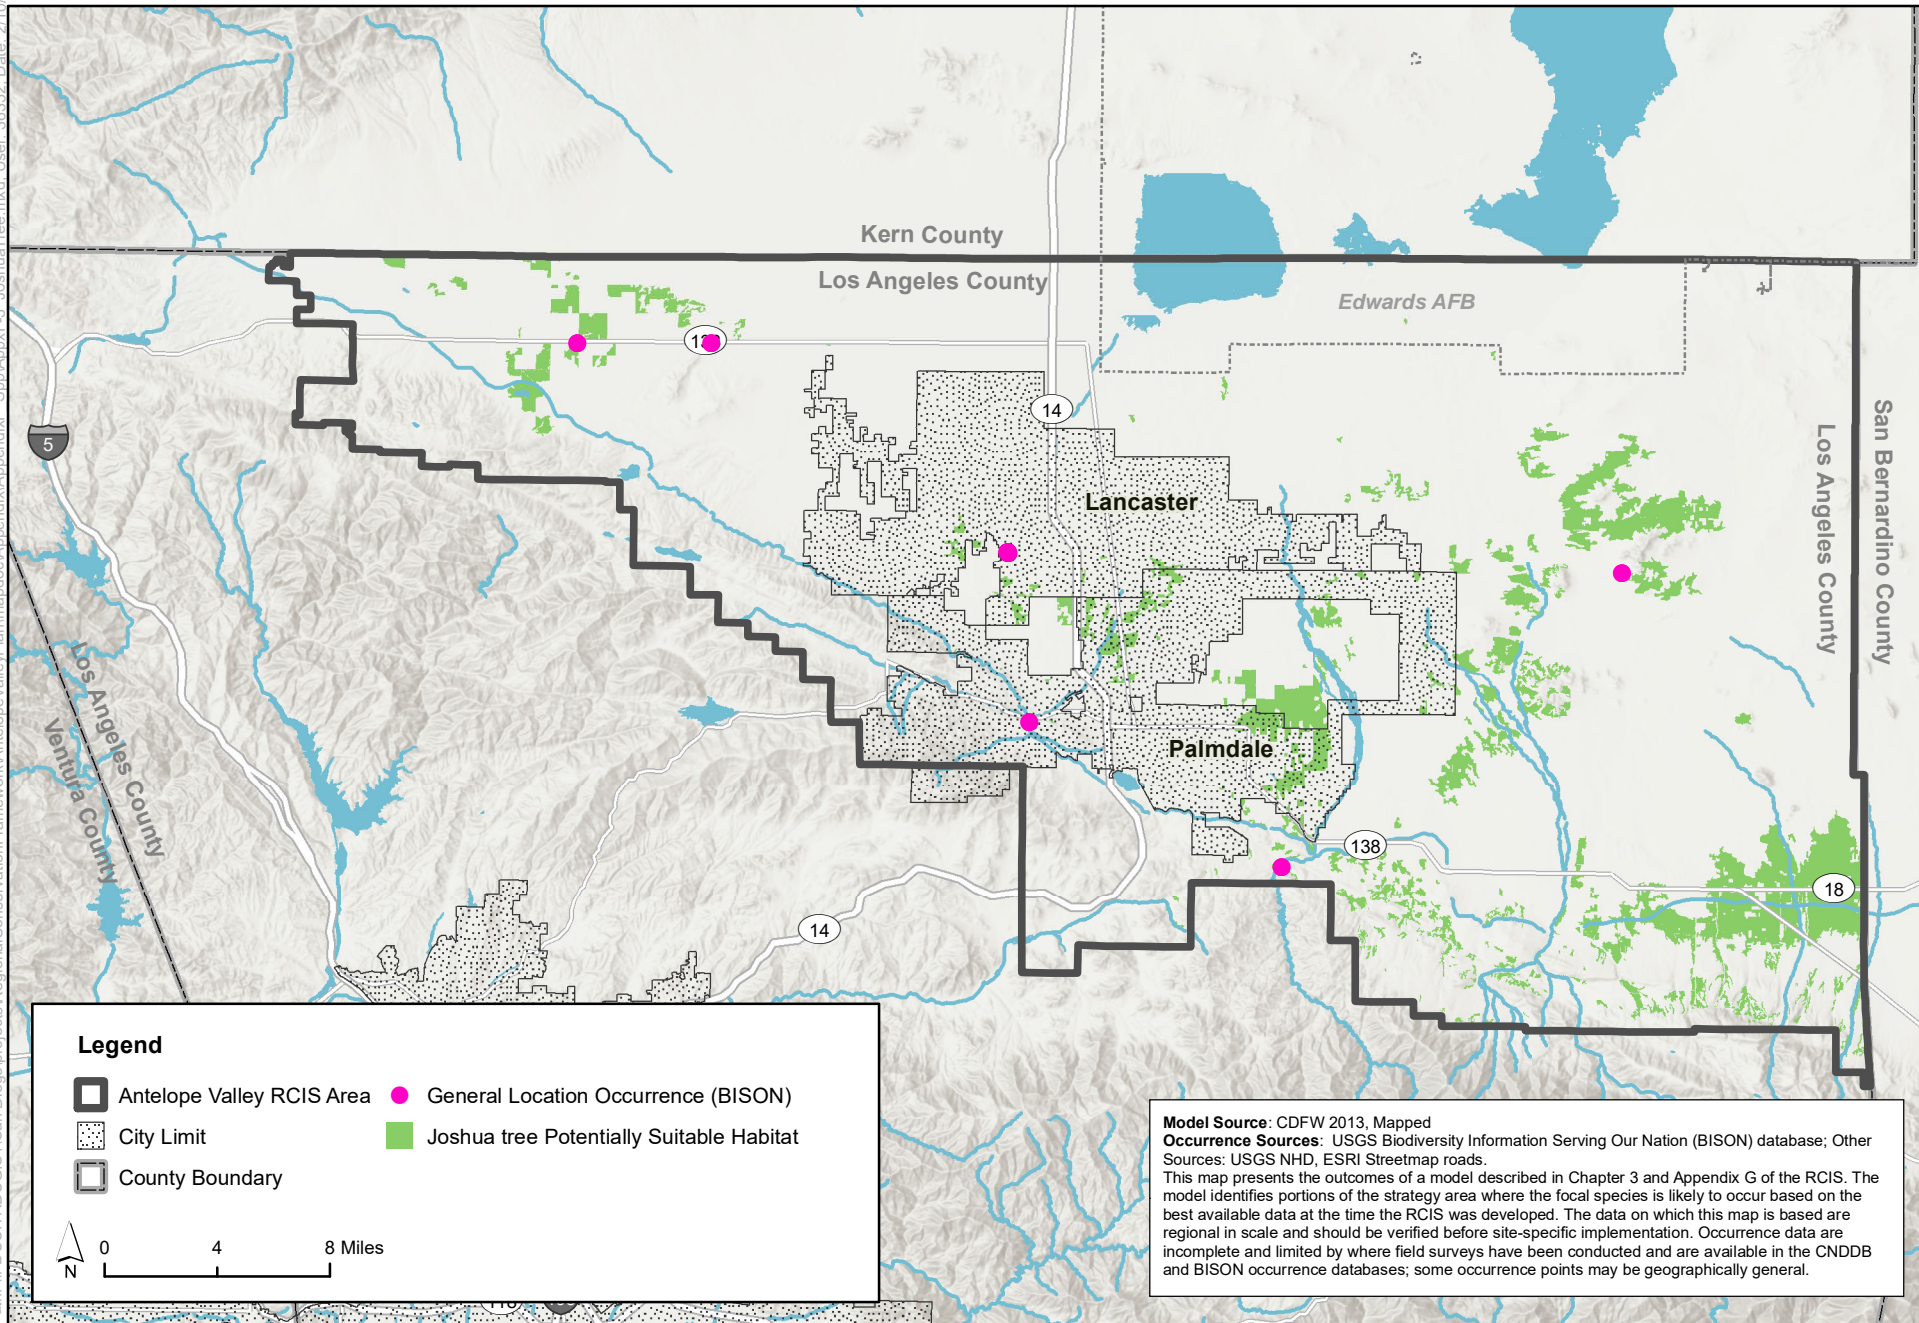 Kern County
Los Angeles County
Edwards AFB
14
5
Lancaster
San Bernardino County
Los Angeles County
Los Angeles County
Ventura County
Palmdale
138
18
14
Legend
Antelope Valley RCIS Area
General Location Occurrence (BISON)
City Limit
Joshua tree Potentially Suitable Habitat
County Boundary
0 4 8 Miles
N
Model Source: CDFW 2013, Mapped
Occurrence Sources: USGS Biodiversity Information Serving Our Nation (BISON) database; Other
Sources: USGS NHD, ESRI Streetmap roads.
This map presents the outcomes of a model described in Chapter 3 and Appendix G of the RCIS. The
model identifies portions of the strategy area where the focal species is likely to occur based on the
best available data at the time the RCIS was developed. The data on which this map is based are
regional in scale and should be verified before site-specific implementation. Occurrence data are
incomplete and limited by where field surveys have been conducted and are available in the CNDDB
and BISON occurrence databases; some occurrence points may be geographically general.